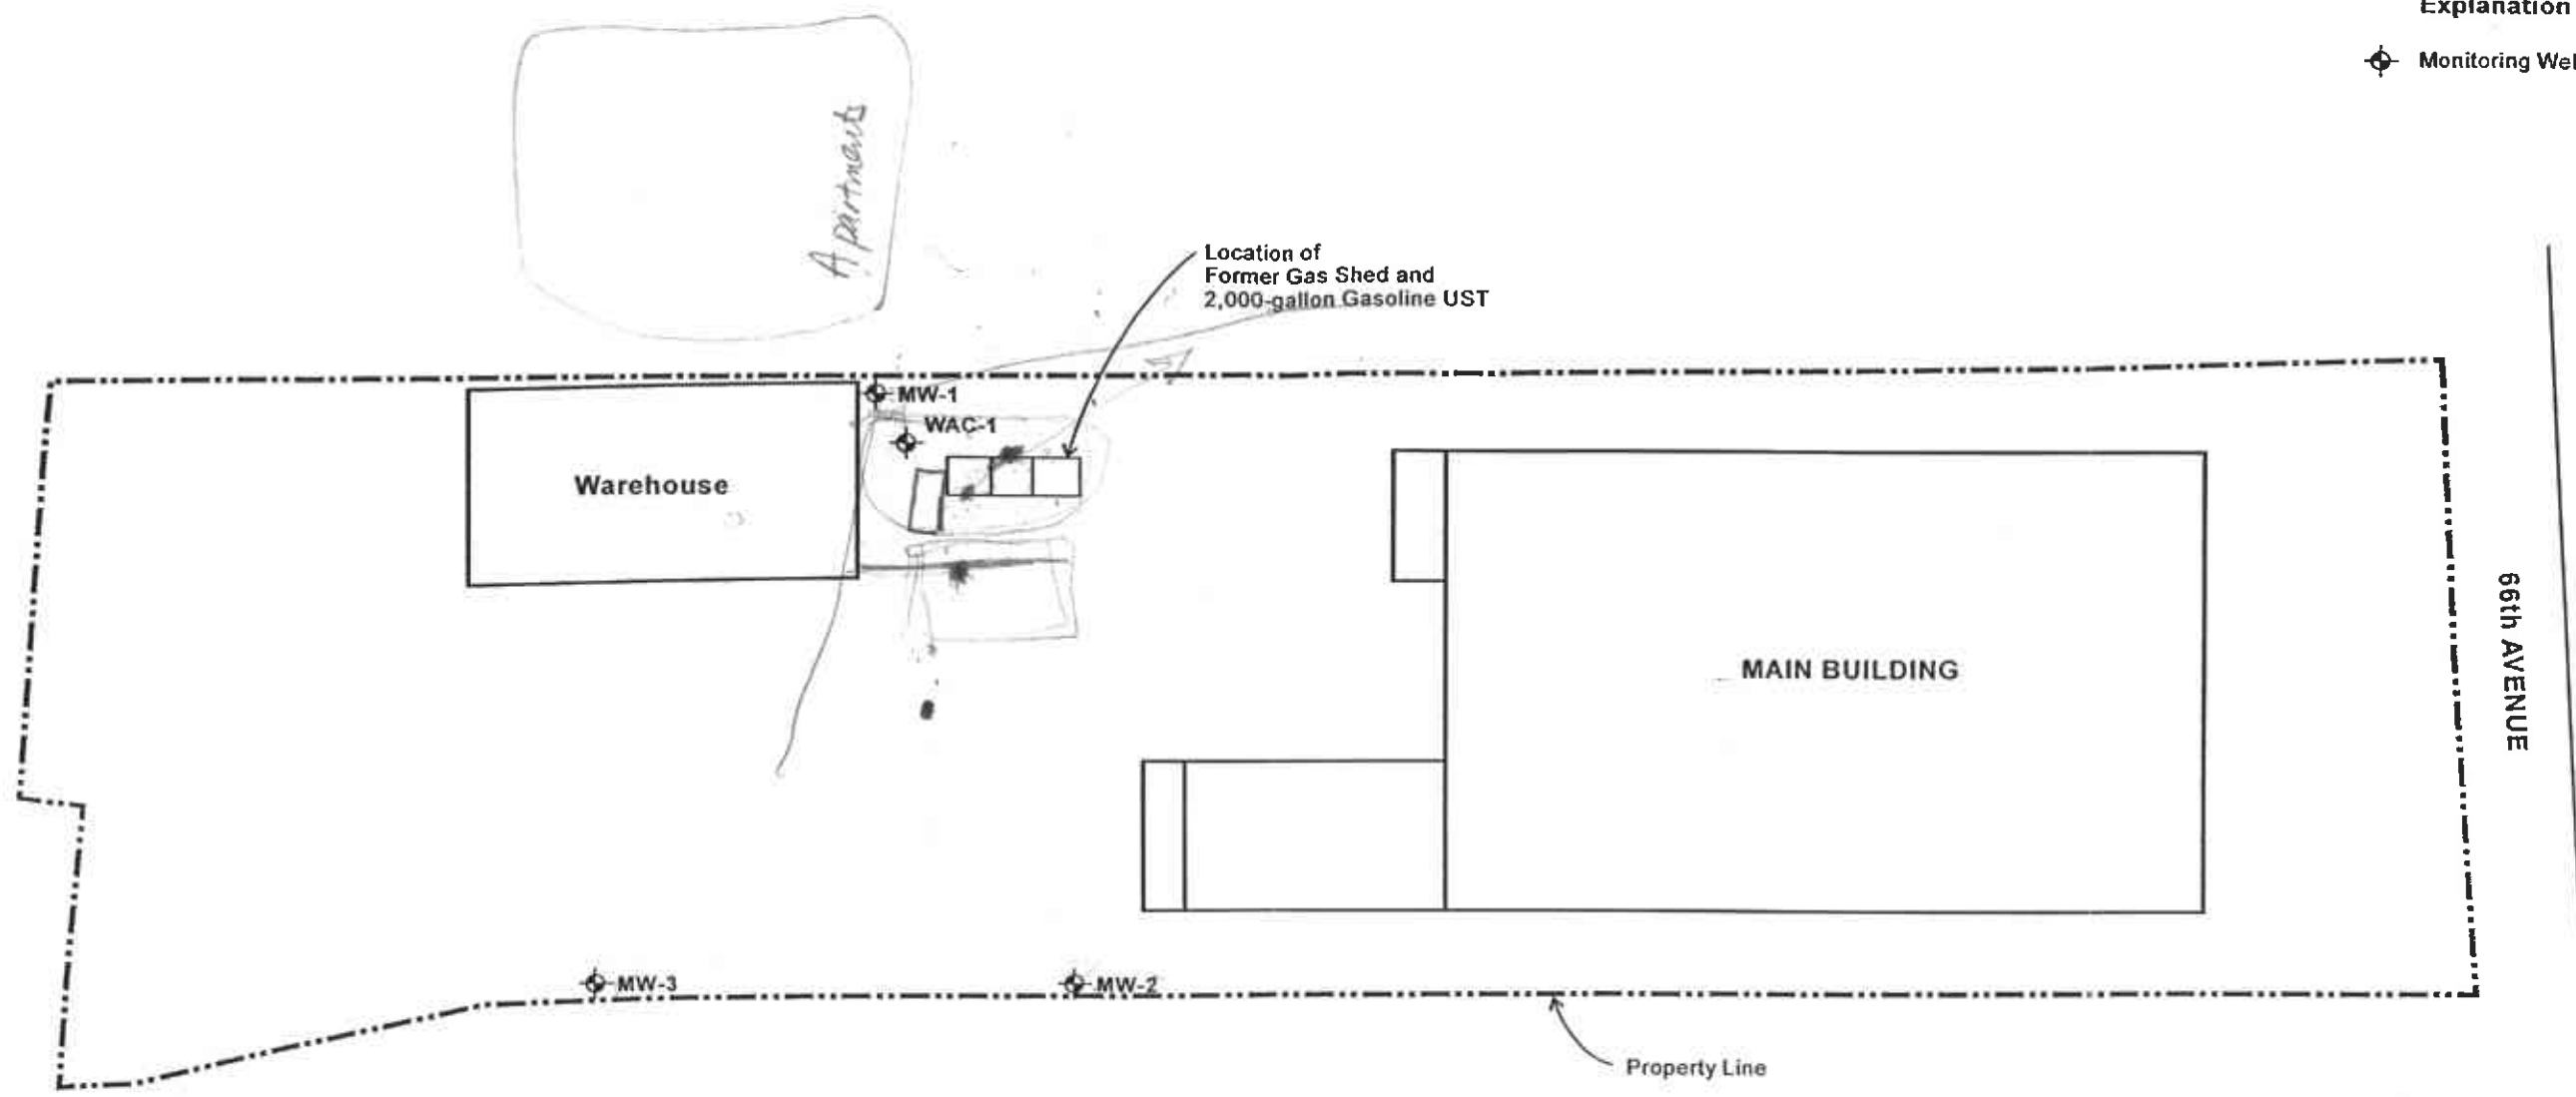 Explanation
Monitoring Wel
Apartments
Location of
Former Gas Shed and
2,000-gallon Gasoline UST
MW-1
WAC-1
Warehouse
MAIN BUILDING
66th AVENUE
MW-3
MW-2
Property Line